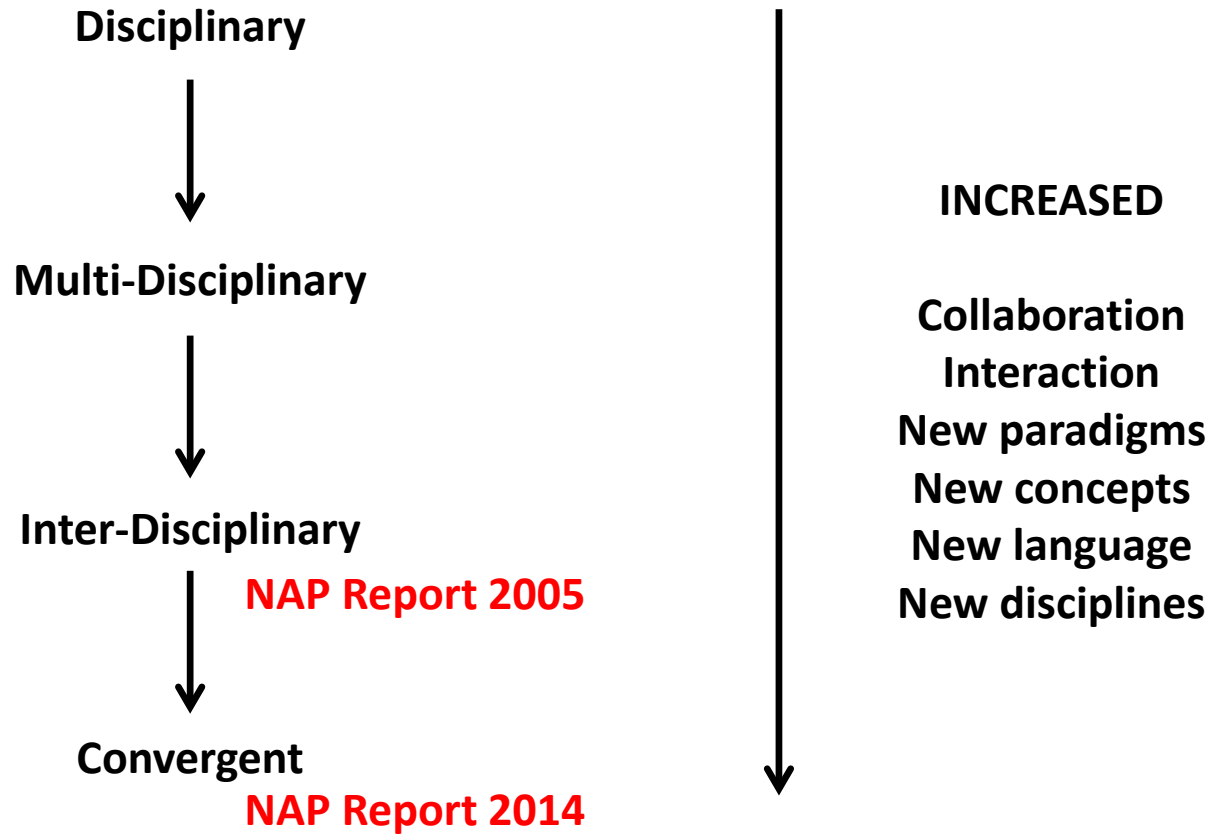 Disciplinary
Multi-Disciplinary
Inter-Disciplinary
NAP Report 2005
Convergent
NAP Report 2014
INCREASED
Collaboration
Interaction
New paradigms
New concepts
New language
New disciplines